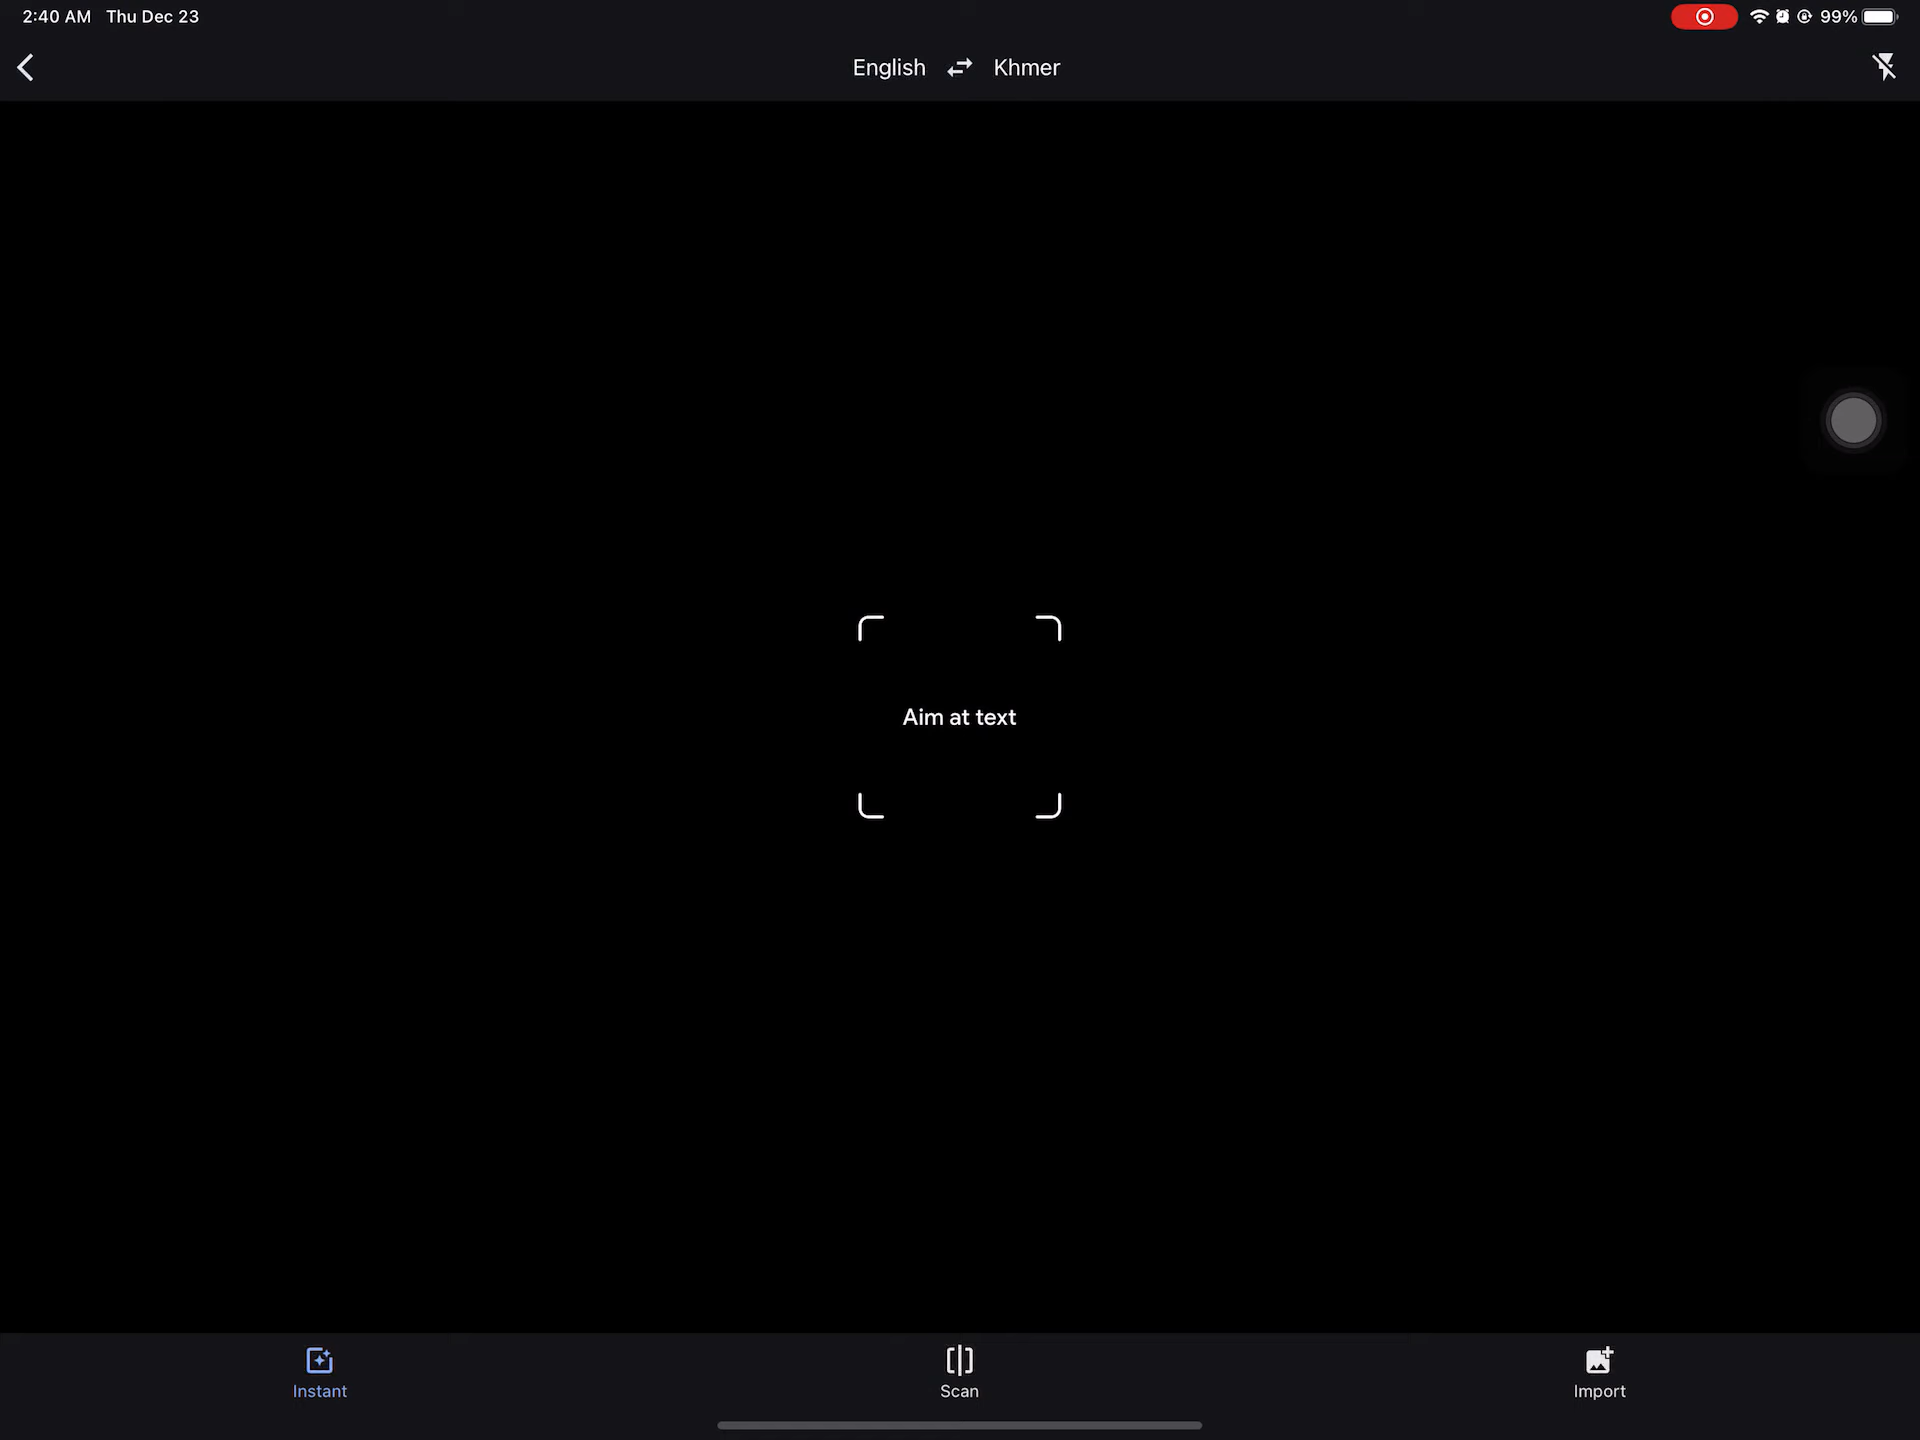 2:40 AM Thu Dec 23
99%
English Khmer
Aim at text
Instant
Scan
Import